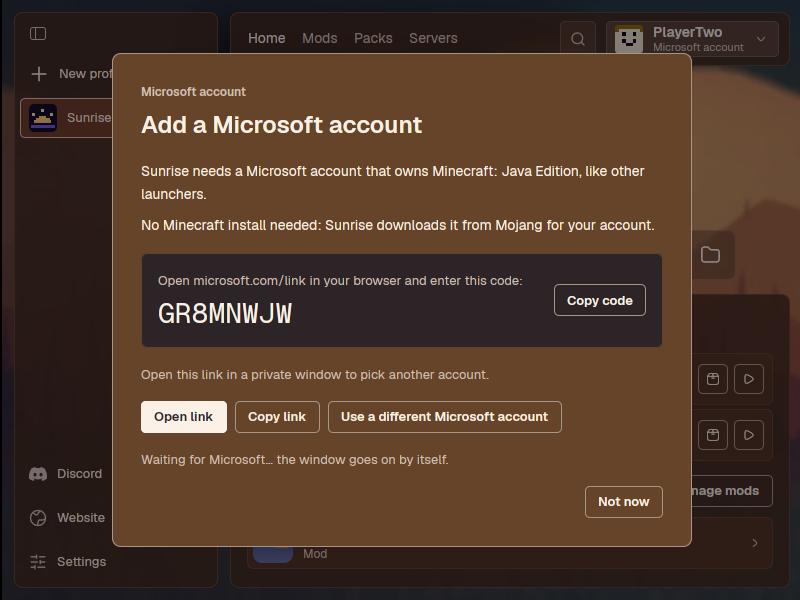 Home
Mods
Packs
Servers
PlayerTwo
Microsoft account
New prof
Sunrise
Microsoft account
Add a Microsoft account
Sunrise needs a Microsoft account that owns Minecraft: Java Edition, like other
launchers.
No Minecraft install needed: Sunrise downloads it from Mojang for your account.
Open microsoft.com/link in your browser and enter this code:
GR8MNWJW
Copy code
Open this link in a private window to pick another account.
Open link
Copy link
Use a different Microsoft account
Waiting for Microsoft... the window goes on by itself.
Not now
nage mods
Mod
Discord
Website
Settings